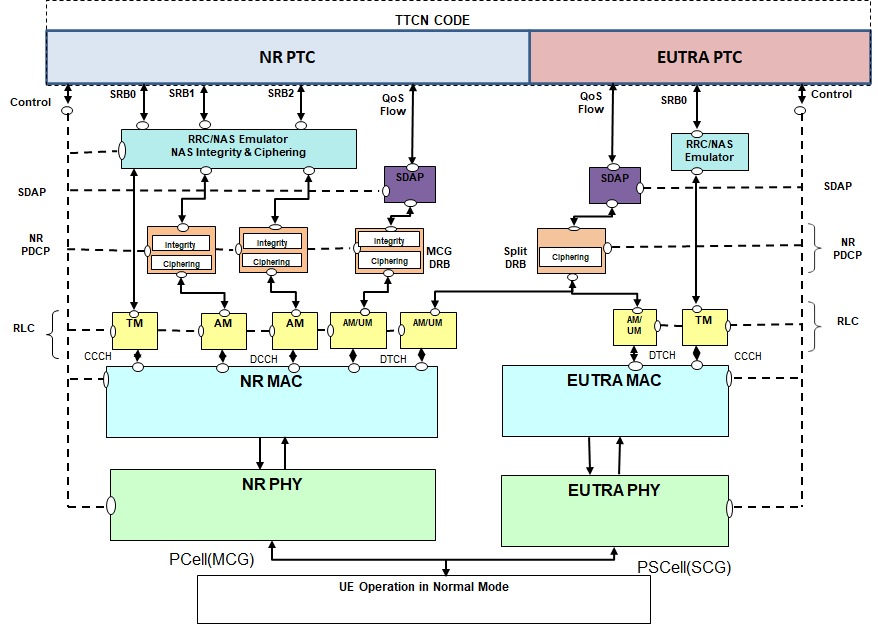 TTCN CODE
NR PTC
EUTRA PTC
Control
SRB0
SRB1
SRB2
QoS
Flow
QoS
Flow
SRB0
Control
RRC/NAS Emulator
NAS Integrity & Ciphering
RRC/NAS
Emulator
SDAP
SDAP
SDAP
SDAP
NR
PDCP
Integrity
Ciphering
Integrity
Ciphering
Integrity
Ciphering
MCG
DRB
Split
DRB
Ciphering
NR
PDCP
RLC
TM
AM
AM
AM/UM
AM/UM
AM/
UM
TM
RLC
CCCH
DCCH
DTCH
DTCH
CCCH
NR MAC
EUTRA MAC
NR PHY
EUTRA PHY
PCell(MCG)
PSCell(SCG)
UE Operation in Normal Mode